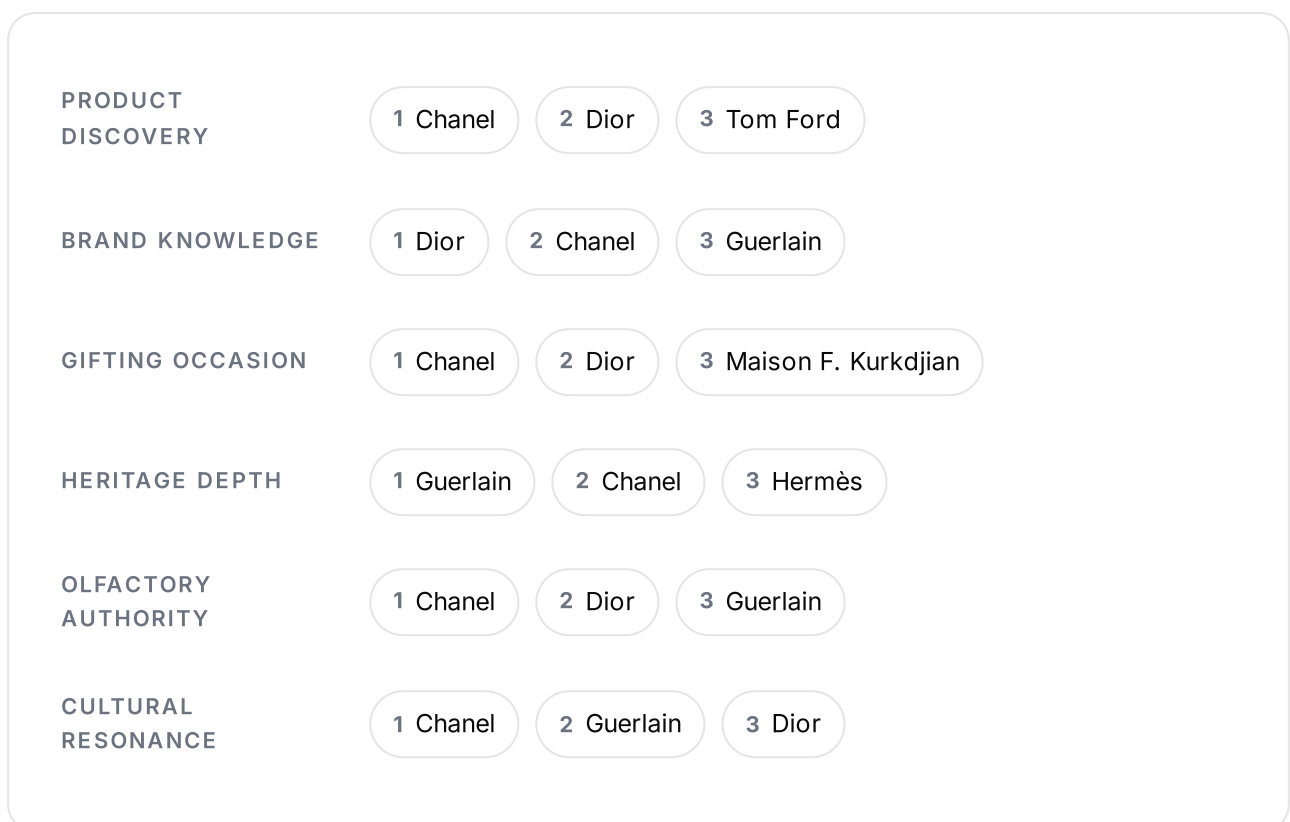 PRODUCT
DISCOVERY
1 Chanel 2 Dior 3 Tom Ford
BRAND KNOWLEDGE 1 Dior 2 Chanel 3 Guerlain
GIFTING OCCASION 1 Chanel 2 Dior 3 Maison F. Kurkdjian
HERITAGE DEPTH 1 Guerlain 2 Chanel 3 Hermès
OLFACTORY
AUTHORITY
1 Chanel 2 Dior 3 Guerlain
CULTURAL
RESONANCE
1 Chanel 2 Guerlain 3 Dior